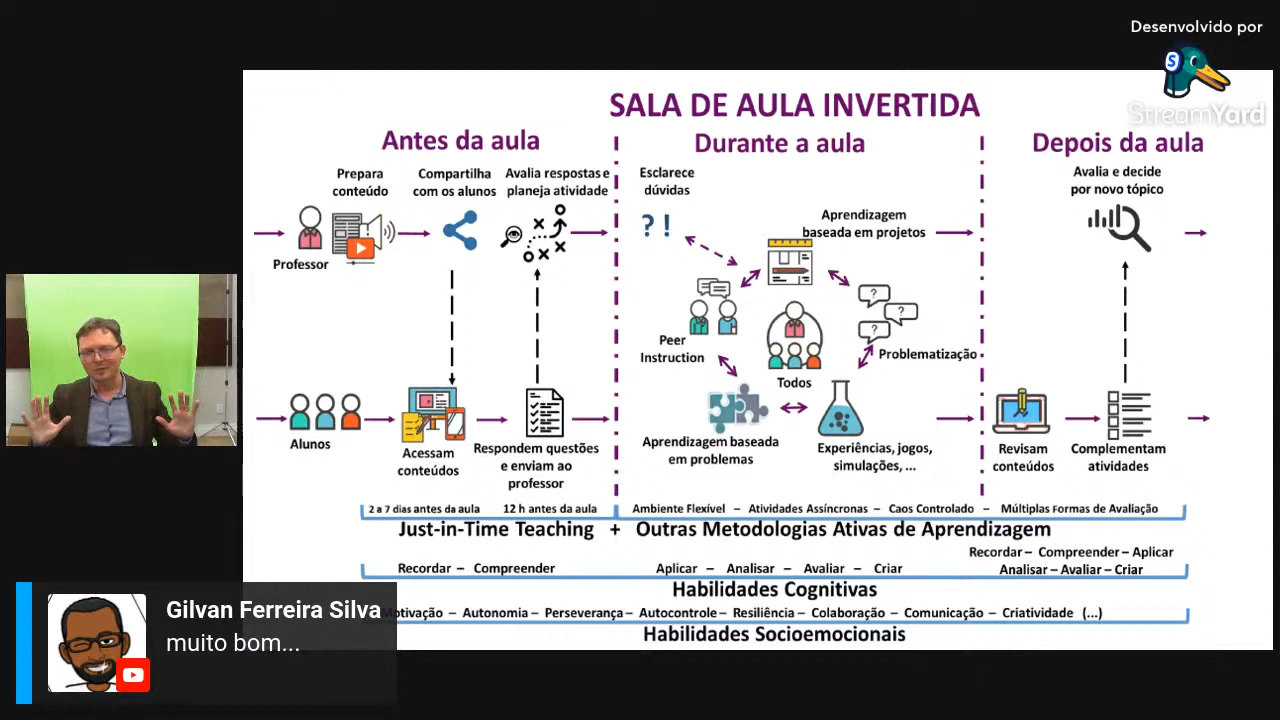 Desenvolvido por
StreamYard
SALA DE AULA INVERTIDA
Antes da aula
Durante a aula
Depois da aula
Prepara
conteúdo
Compartilha
com os alunos
Avalia respostas e
planeja atividade
Esclarece
dúvidas
? !
Aprendizagem
baseada em projetos
Avalia e decide
por novo tópico
Professor
Peer
Instruction
Todos
?
?
?
Problematização
Alunos
Acessam
conteúdos
Respondem questões
e enviam ao
professor
Aprendizagem baseada
em problemas
Experiências, jogos,
simulações, ...
Revisam
conteúdos
Complementam
atividades
2 a 7 dias antes da aula
12 h antes da aula
Ambiente Flexível – Atividades Assíncronas – Caos Controlado – Múltiplas Formas de Avaliação
Just-in-Time Teaching + Outras Metodologias Ativas de Aprendizagem
Recordar – Compreender
Aplicar – Analisar – Avaliar – Criar
Recordar – Compreender – Aplicar
Analisar – Avaliar – Criar
Habilidades Cognitivas
Motivação – Autonomia – Perseverança – Autocontrole – Resiliência – Colaboração – Comunicação – Criatividade (...)
Habilidades Socioemocionais
Gilvan Ferreira Silva
muito bom...